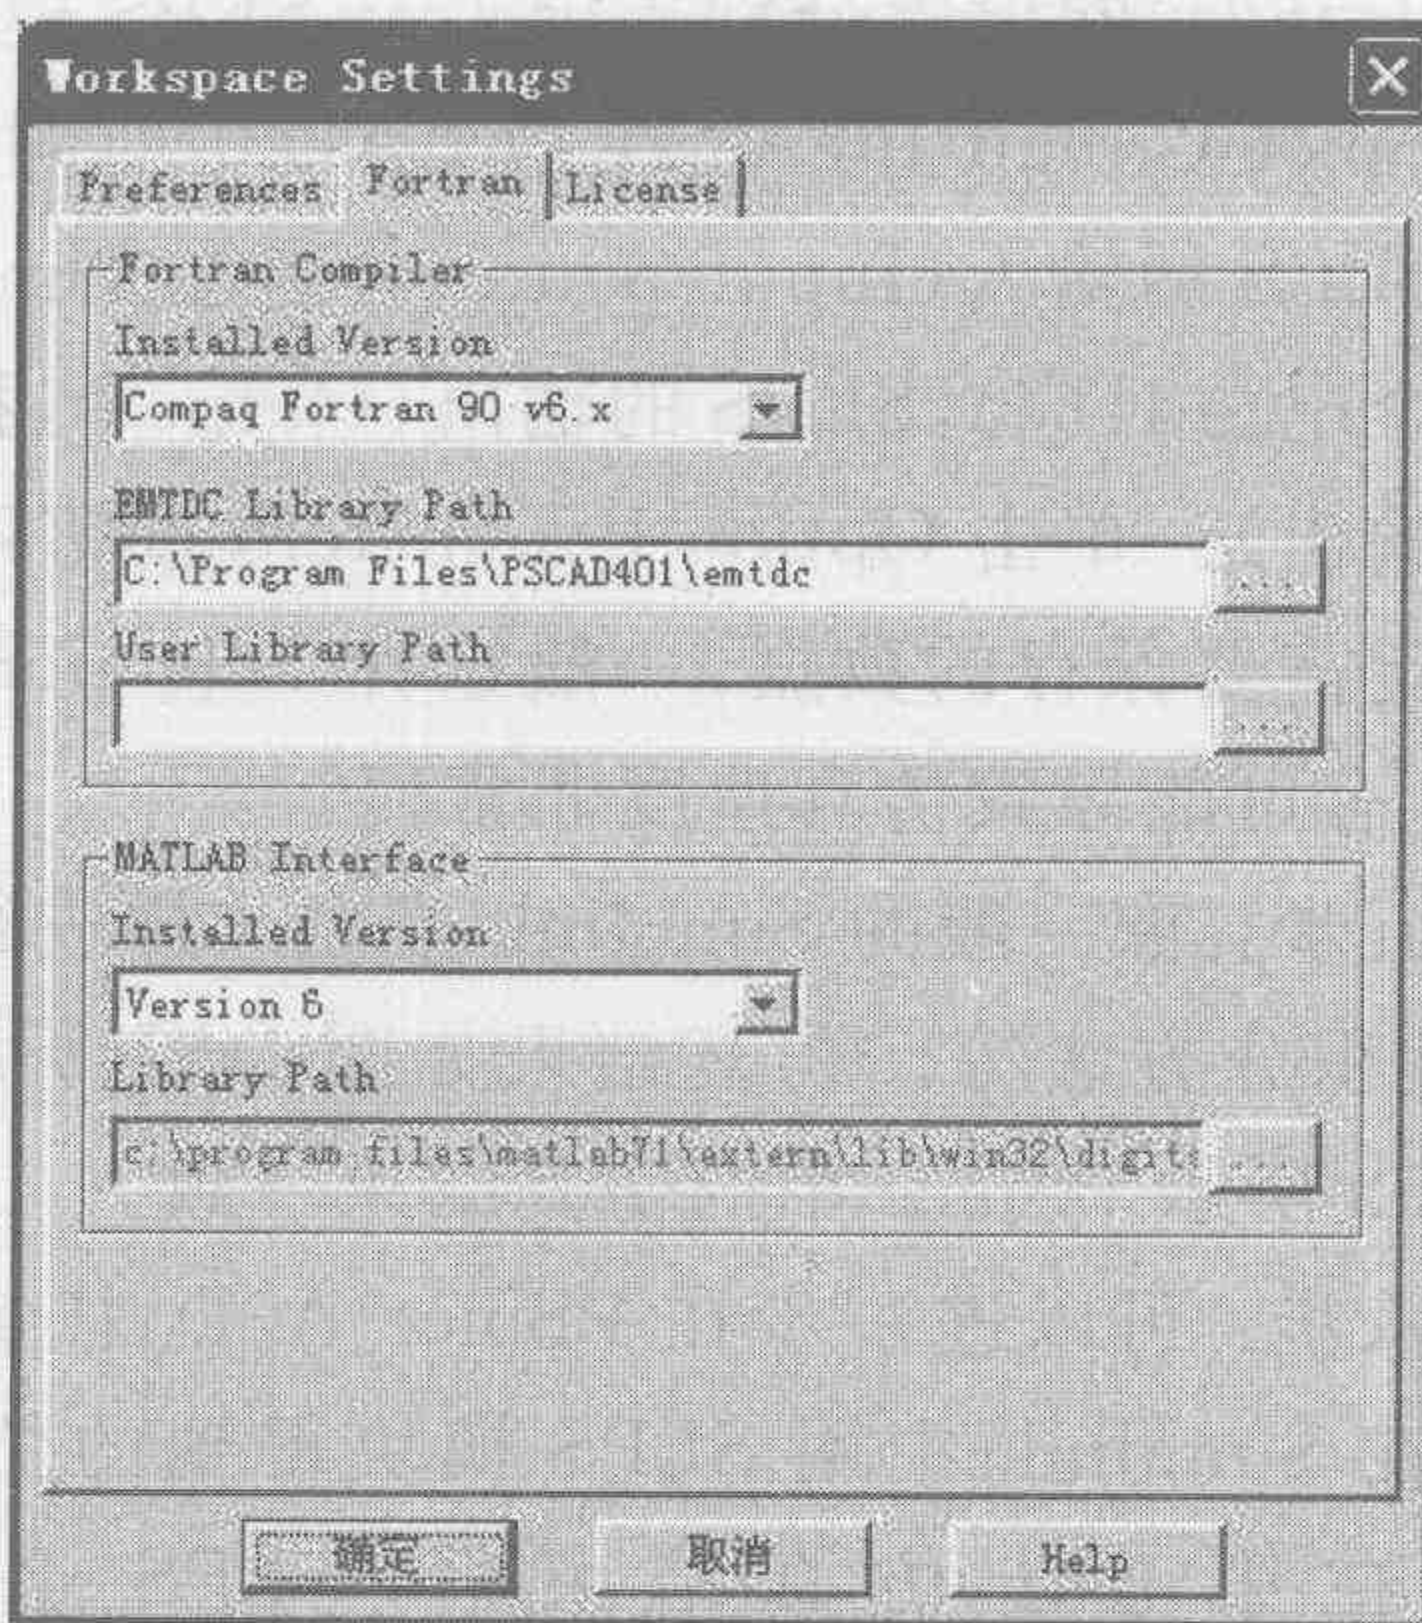 Workspace Settings
Preferences Fortran License
Fortran Compiler
Installed Version
Compaq Fortran 90 v6.x
EMTDC Library Path
C:\Program Files\PSCAD401\emtdc
...
User Library Path
...
MATLAB Interface
Installed Version
Version 6
Library Path
c:\program files\matlab71\extern\lib\win32\digita
...
确定 取消 Help